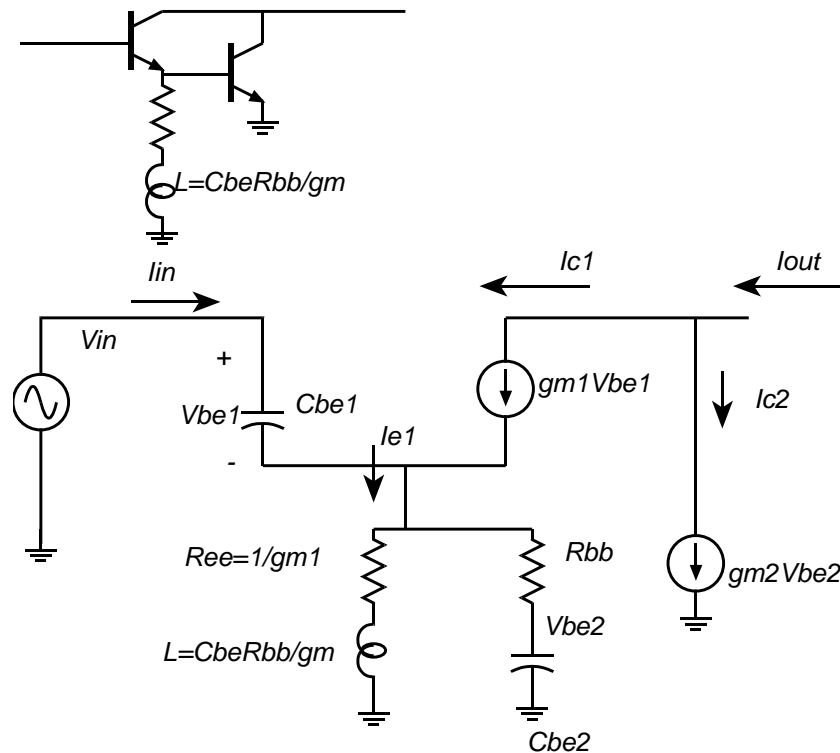 L=CbeRbb/gm
Iin
Ic1
Iout
Vin
+
gm1Vbe1
Vbe1
Cbe1
Ic2
Ie1
-
Ree=1/gm1
Rbb
gm2Vbe2
Vbe2
L=CbeRbb/gm
Cbe2